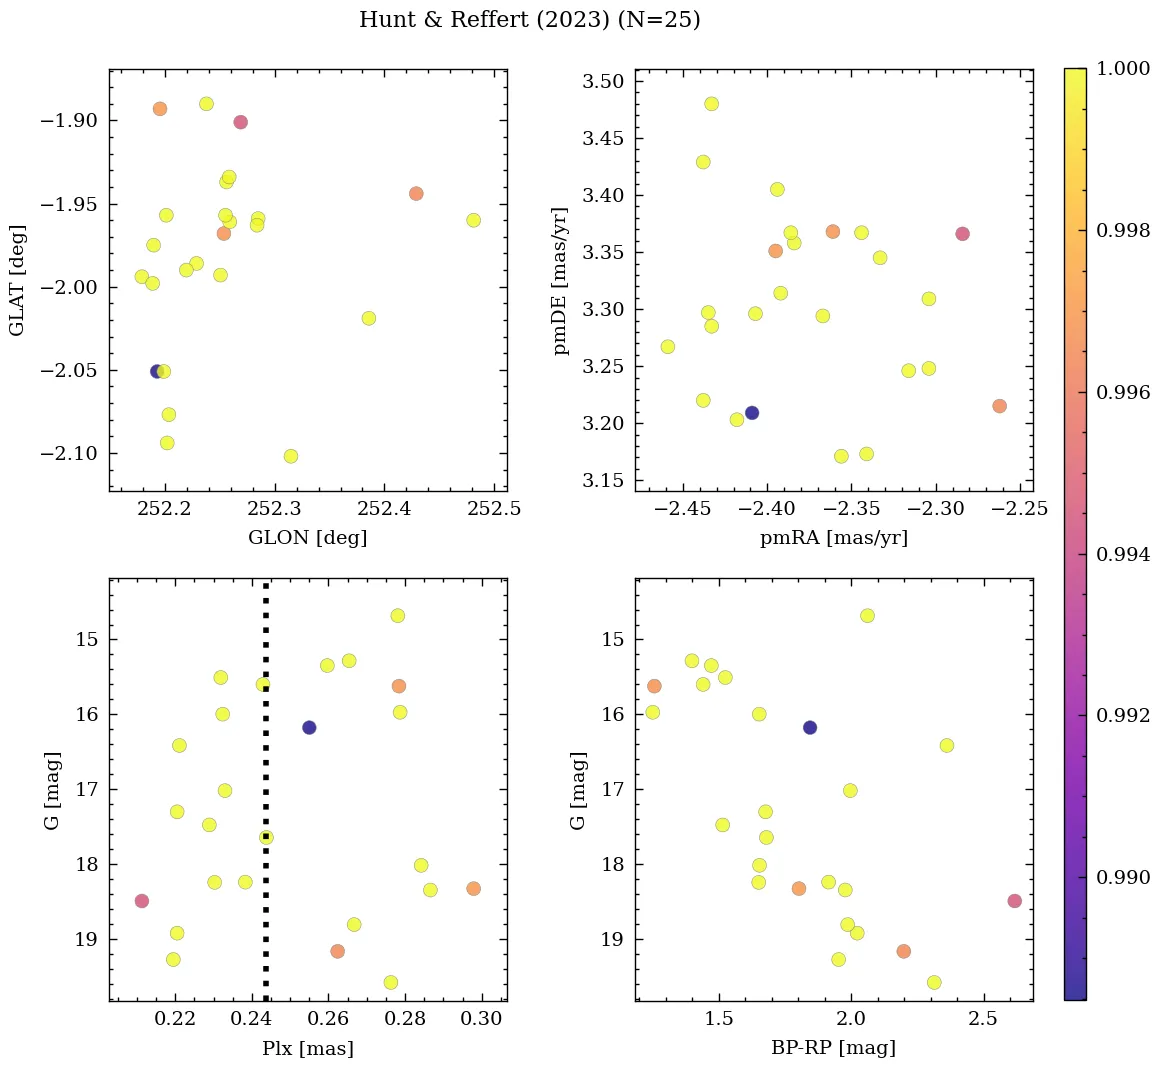 Hunt & Reffert (2023) (N=25)
−1.90
−1.95
−2.00
−2.05
−2.10
GLAT [deg]
252.2 252.3 252.4 252.5
GLON [deg]
3.50
3.45
3.40
3.35
3.30
3.25
3.20
3.15
pmDE [mas/yr]
−2.45 −2.40 −2.35 −2.30 −2.25
pmRA [mas/yr]
15
16
17
18
19
G [mag]
0.22 0.24 0.26 0.28 0.30
Plx [mas]
15
16
17
18
19
G [mag]
1.5 2.0 2.5
BP-RP [mag]
1.000
0.998
0.996
0.994
0.992
0.990